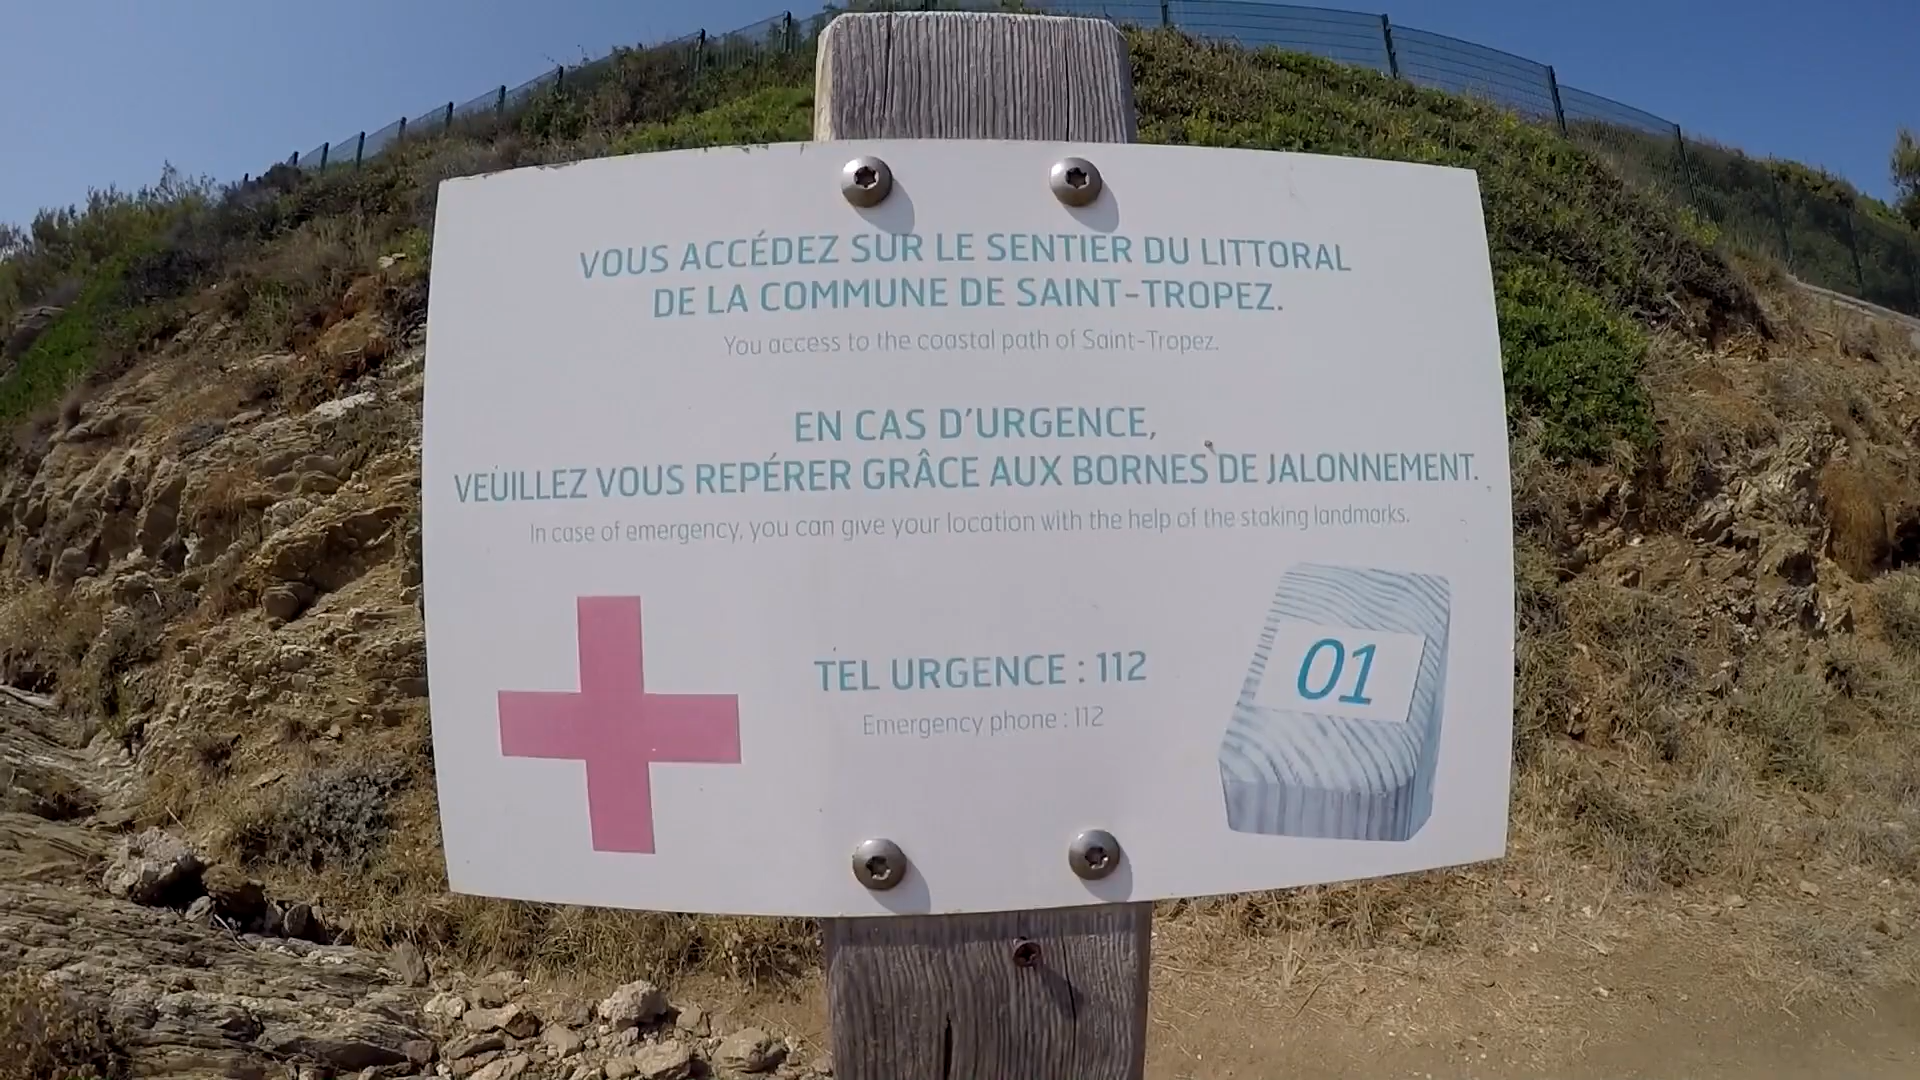 VOUS ACCÉDEZ SUR LE SENTIER DU LITTORAL
DE LA COMMUNE DE SAINT-TROPEZ.
You access to the coastal path of Saint-Tropez.
EN CAS D'URGENCE,
VEUILLEZ VOUS REPÉRER GRÂCE AUX BORNES DE JALONNEMENT.
In case of emergency, you can give your location with the help of the staking landmarks.
TEL URGENCE : 112
Emergency phone : 112
01